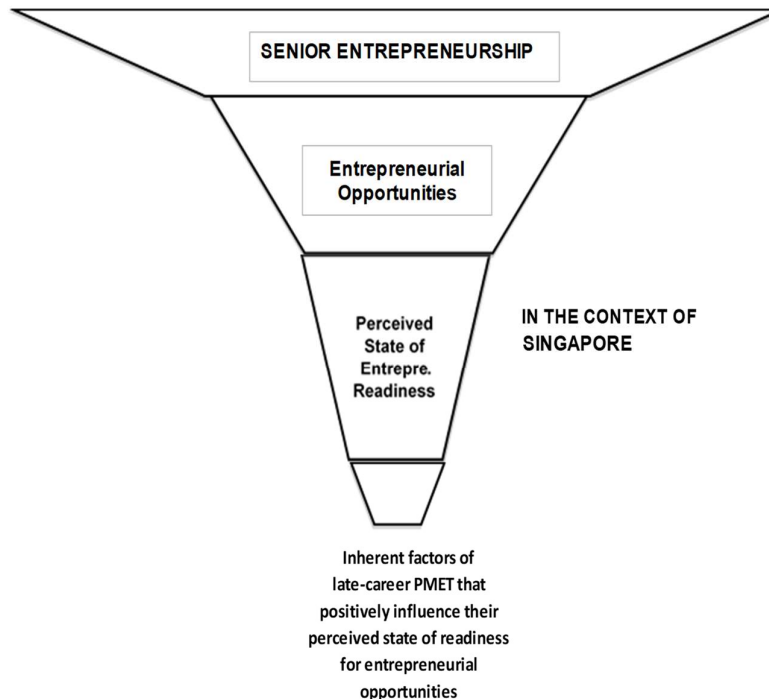 SENIOR ENTREPRENEURSHIP
Entrepreneurial
Opportunities
Perceived
State of
Entrepre.
Readiness
IN THE CONTEXT OF
SINGAPORE
Inherent factors of
late-career PMET that
positively influence their
perceived state of readiness
for entrepreneurial
opportunities